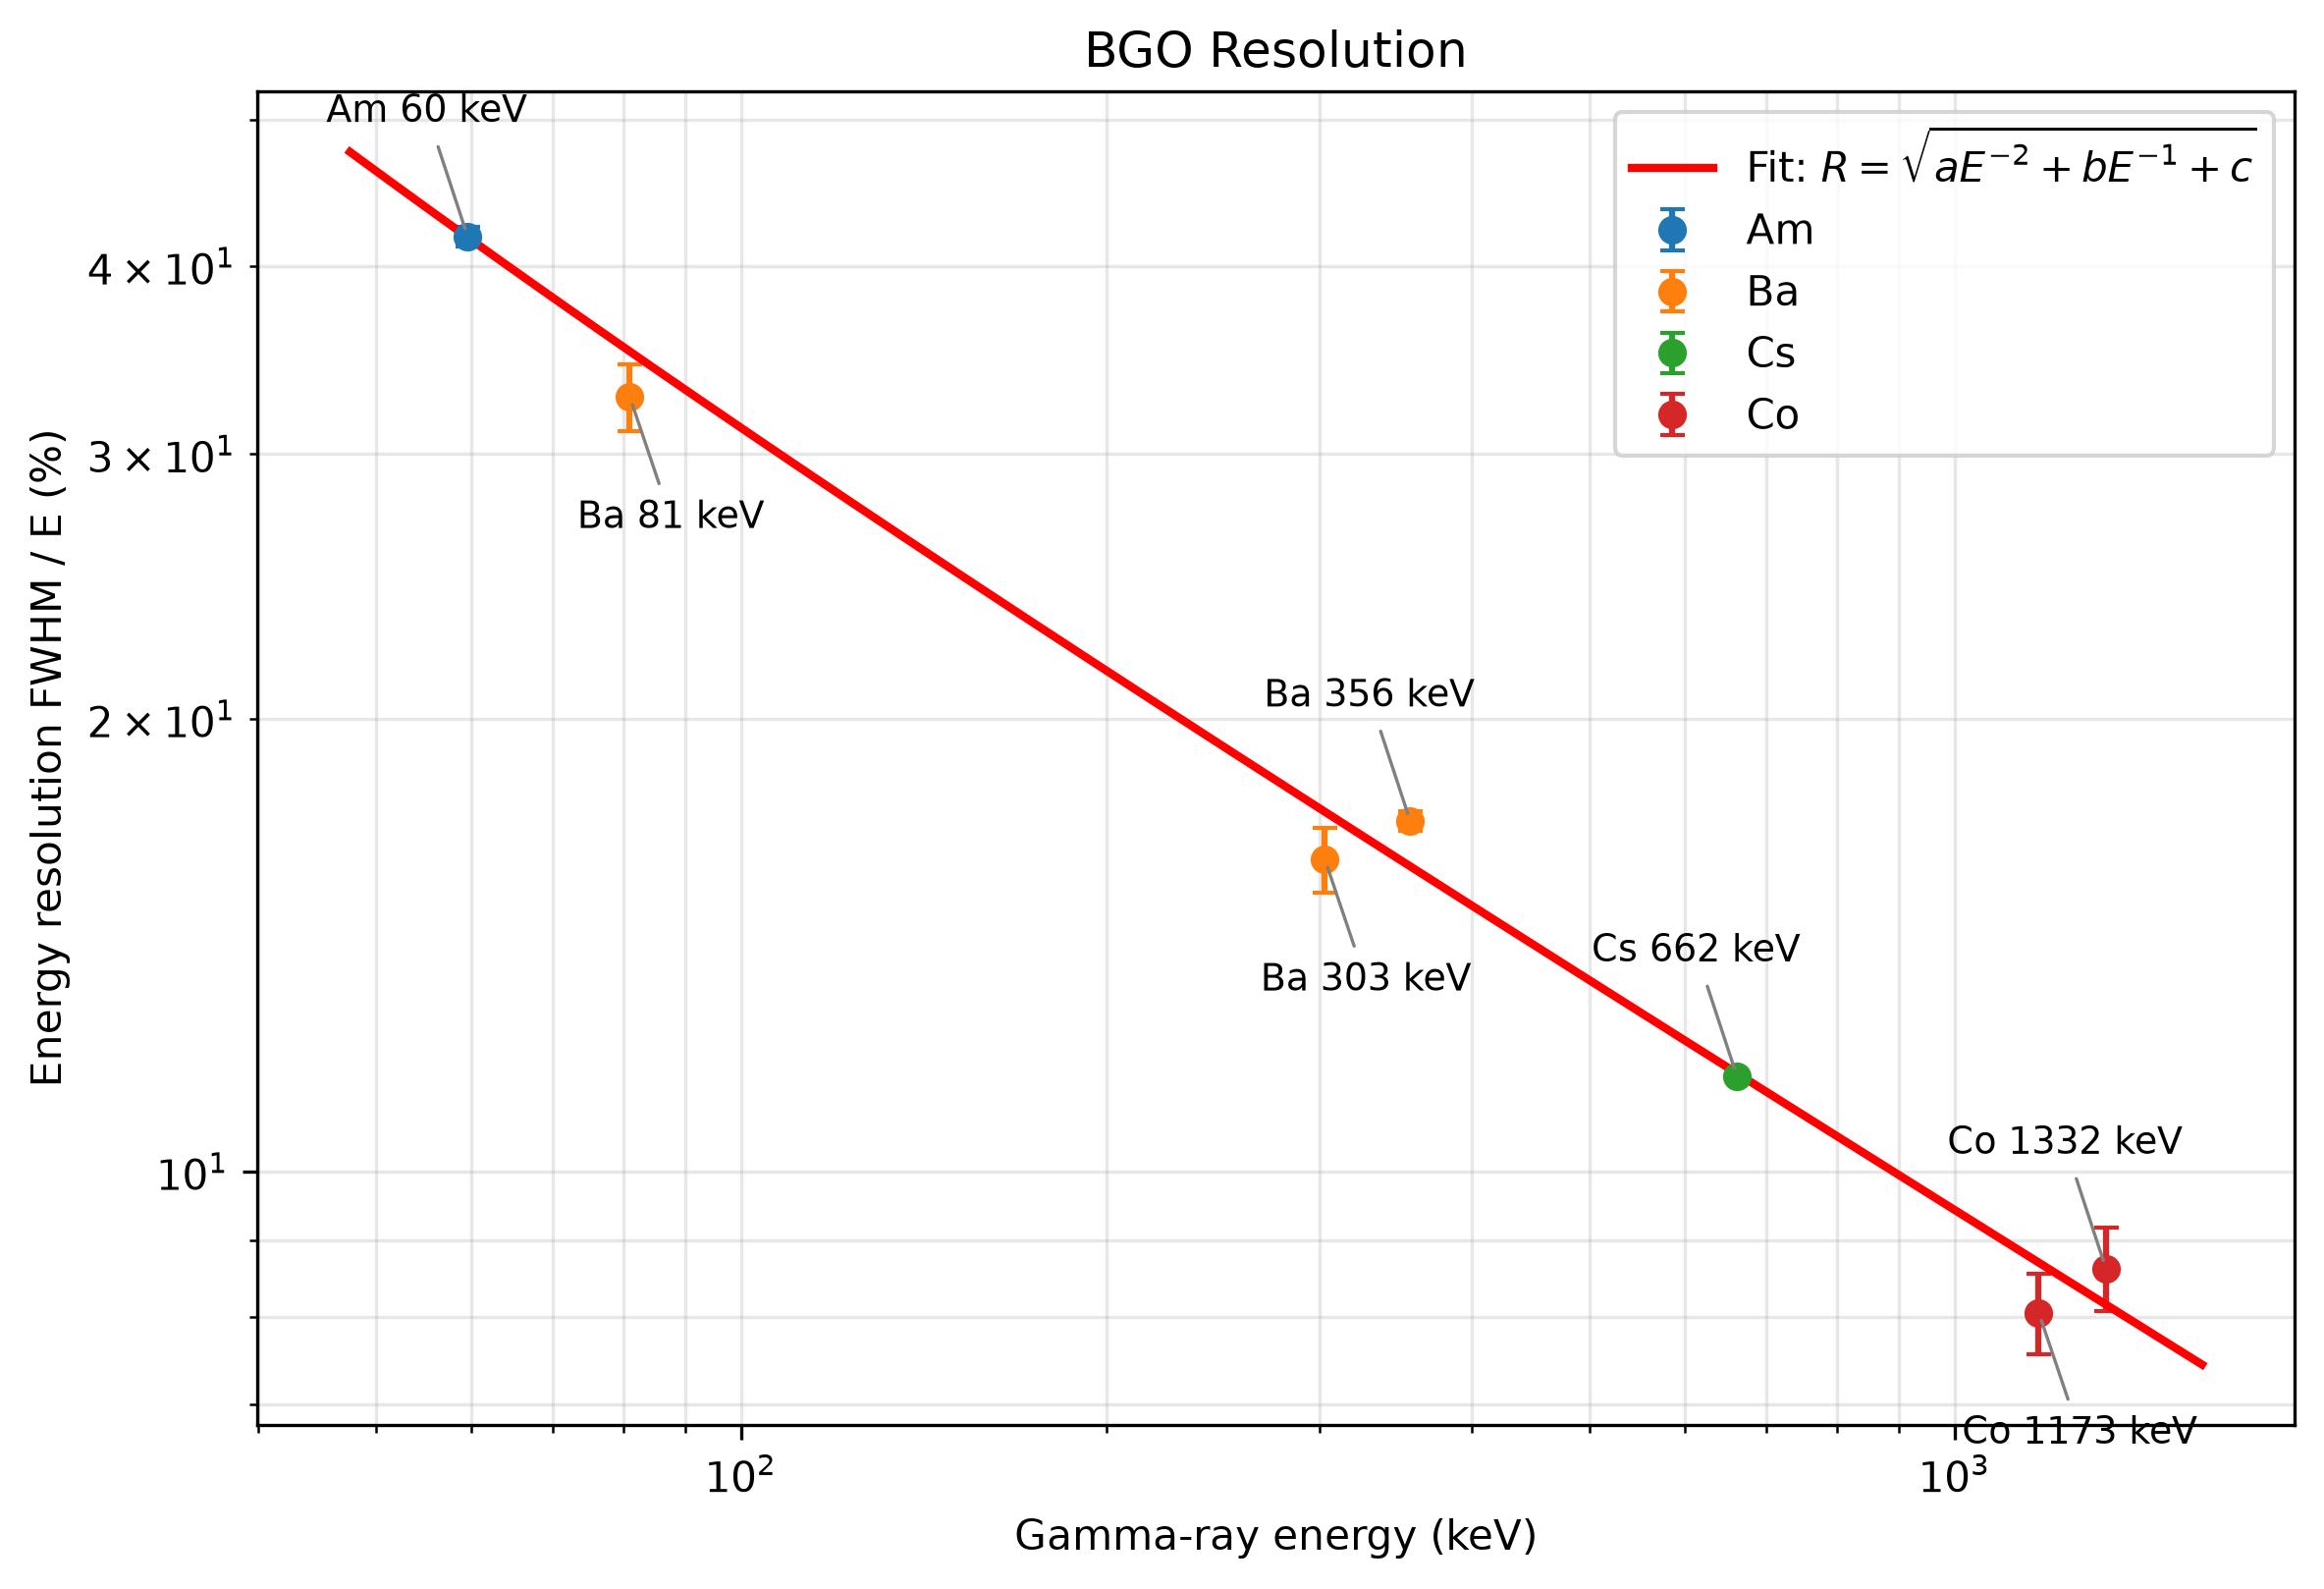 BGO Resolution
Am 60 keV
Fit: $R = \sqrt{aE^{-2} + bE^{-1} + c}$
Am
Ba
Cs
Co
4 × 10¹
3 × 10¹
2 × 10¹
10¹
Energy resolution FWHM / E (%)
Ba 81 keV
Ba 356 keV
Ba 303 keV
Cs 662 keV
Co 1332 keV
Co 1173 keV
10² 10³
Gamma-ray energy (keV)